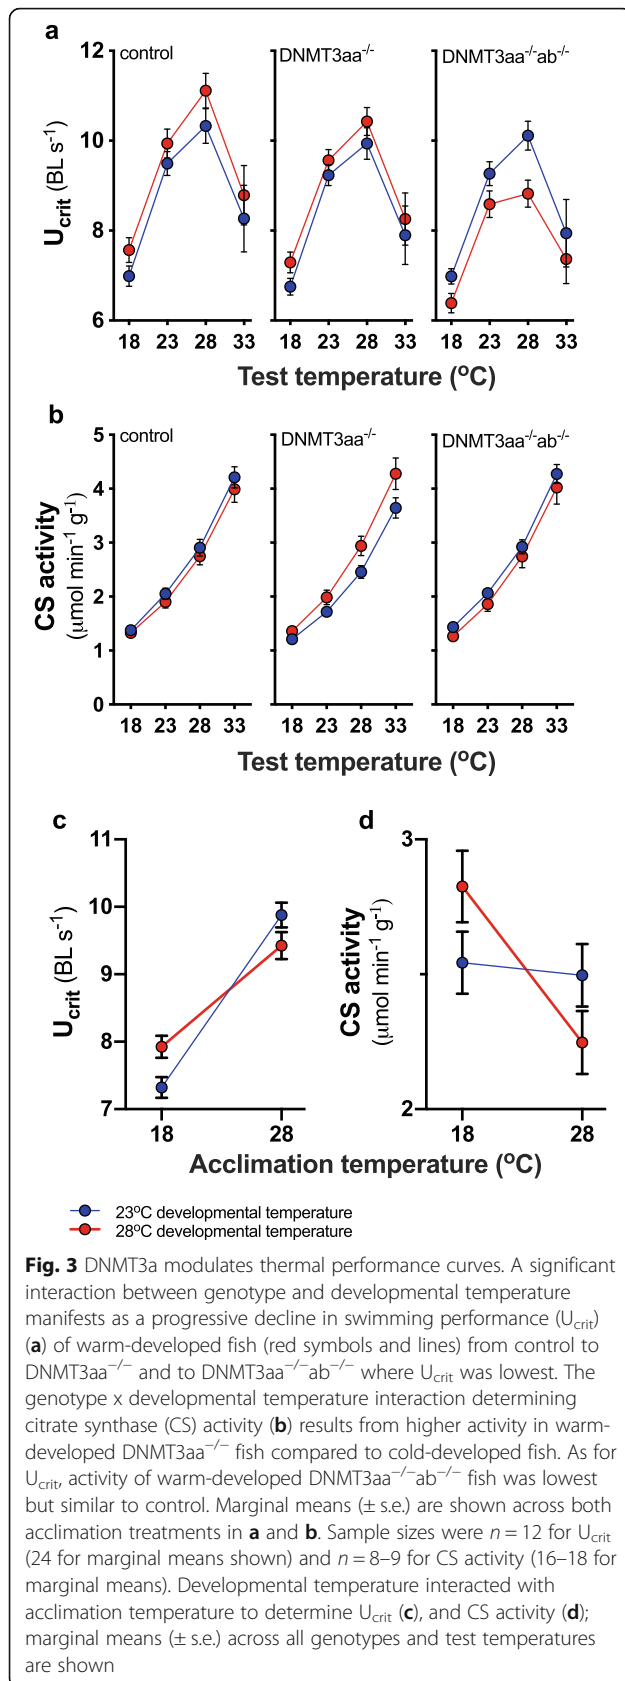 a
control
DNMT3aa-/-
DNMT3aa-/-ab-/-
12
10
8
6
Ucrit (BL s-1)
18 23 28 33
18 23 28 33
18 23 28 33
Test temperature (oC)
b
control
DNMT3aa-/-
DNMT3aa-/-ab-/-
5
4
3
2
1
0
CS activity
(μmol min-1 g-1)
18 23 28 33
18 23 28 33
18 23 28 33
Test temperature (oC)
c
11
10
9
8
7
Ucrit (BL s-1)
18 28
d
3
2
CS activity
(μmol min-1 g-1)
18 28
Acclimation temperature (oC)
23oC developmental temperature
28oC developmental temperature
Fig. 3 DNMT3a modulates thermal performance curves. A significant
interaction between genotype and developmental temperature
manifests as a progressive decline in swimming performance (Ucrit)
(a) of warm-developed fish (red symbols and lines) from control to
DNMT3aa−/− and to DNMT3aa−/−ab−/− where Ucrit was lowest. The
genotype x developmental temperature interaction determining
citrate synthase (CS) activity (b) results from higher activity in warm-
developed DNMT3aa−/− fish compared to cold-developed fish. As for
Ucrit, activity of warm-developed DNMT3aa−/−ab−/− fish was lowest
but similar to control. Marginal means (± s.e.) are shown across both
acclimation treatments in a and b. Sample sizes were n = 12 for Ucrit
(24 for marginal means shown) and n = 8–9 for CS activity (16–18 for
marginal means). Developmental temperature interacted with
acclimation temperature to determine Ucrit (c), and CS activity (d);
marginal means (± s.e.) across all genotypes and test temperatures
are shown